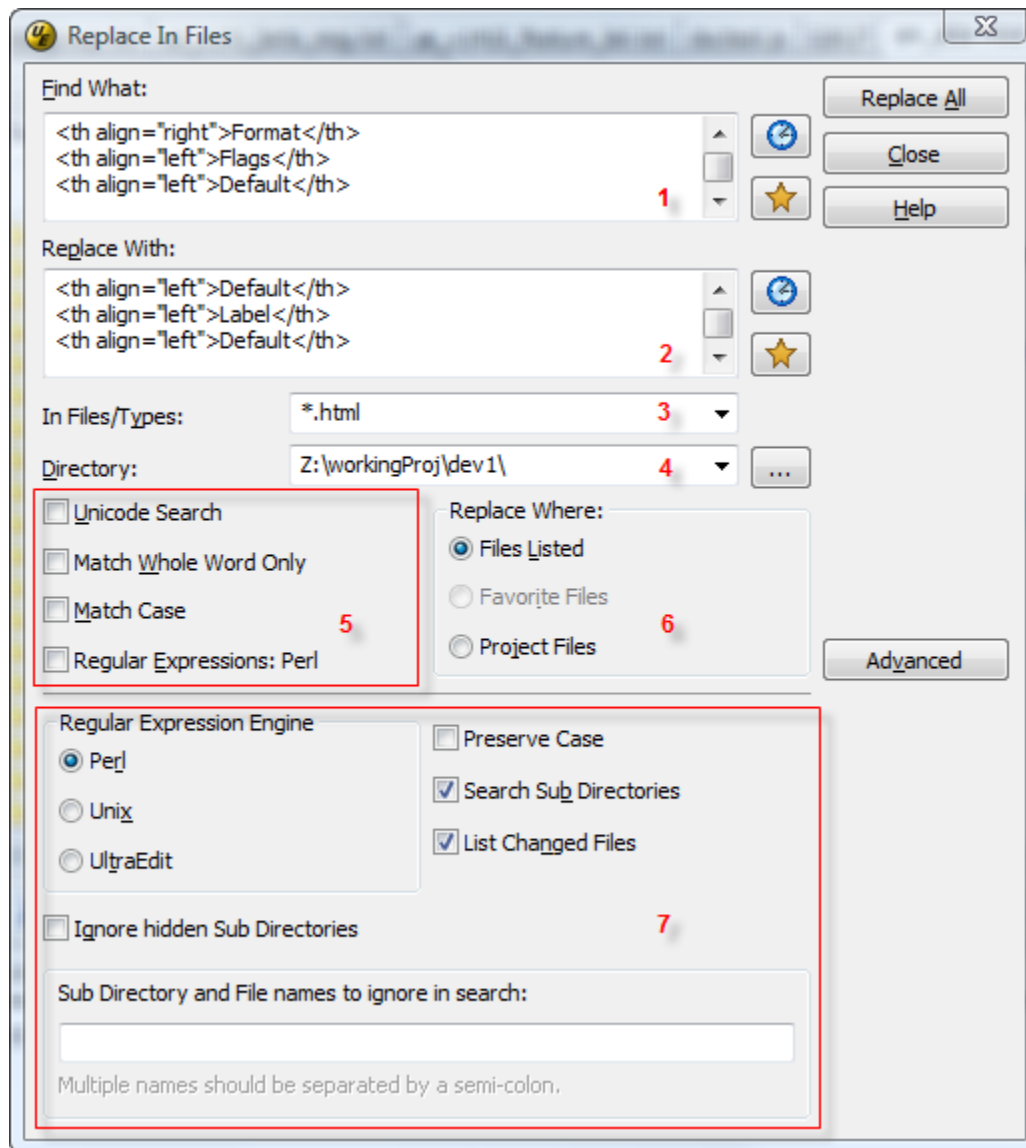 Replace In Files
Find What:
<th align="right">Format</th>
<th align="left">Flags</th>
<th align="left">Default</th>
1
Replace All
Close
Help
Replace With:
<th align="left">Default</th>
<th align="left">Label</th>
<th align="left">Default</th>
2
In Files/Types:
*.html
3
Directory:
Z:\workingProj\dev1\
4
...
Unicode Search
Match Whole Word Only
Match Case
Regular Expressions: Perl
5
Replace Where:
Files Listed
Favorite Files
Project Files
6
Advanced
Regular Expression Engine
Perl
Unix
UltraEdit
Preserve Case
Search Sub Directories
List Changed Files
Ignore hidden Sub Directories
7
Sub Directory and File names to ignore in search:
Multiple names should be separated by a semi-colon.